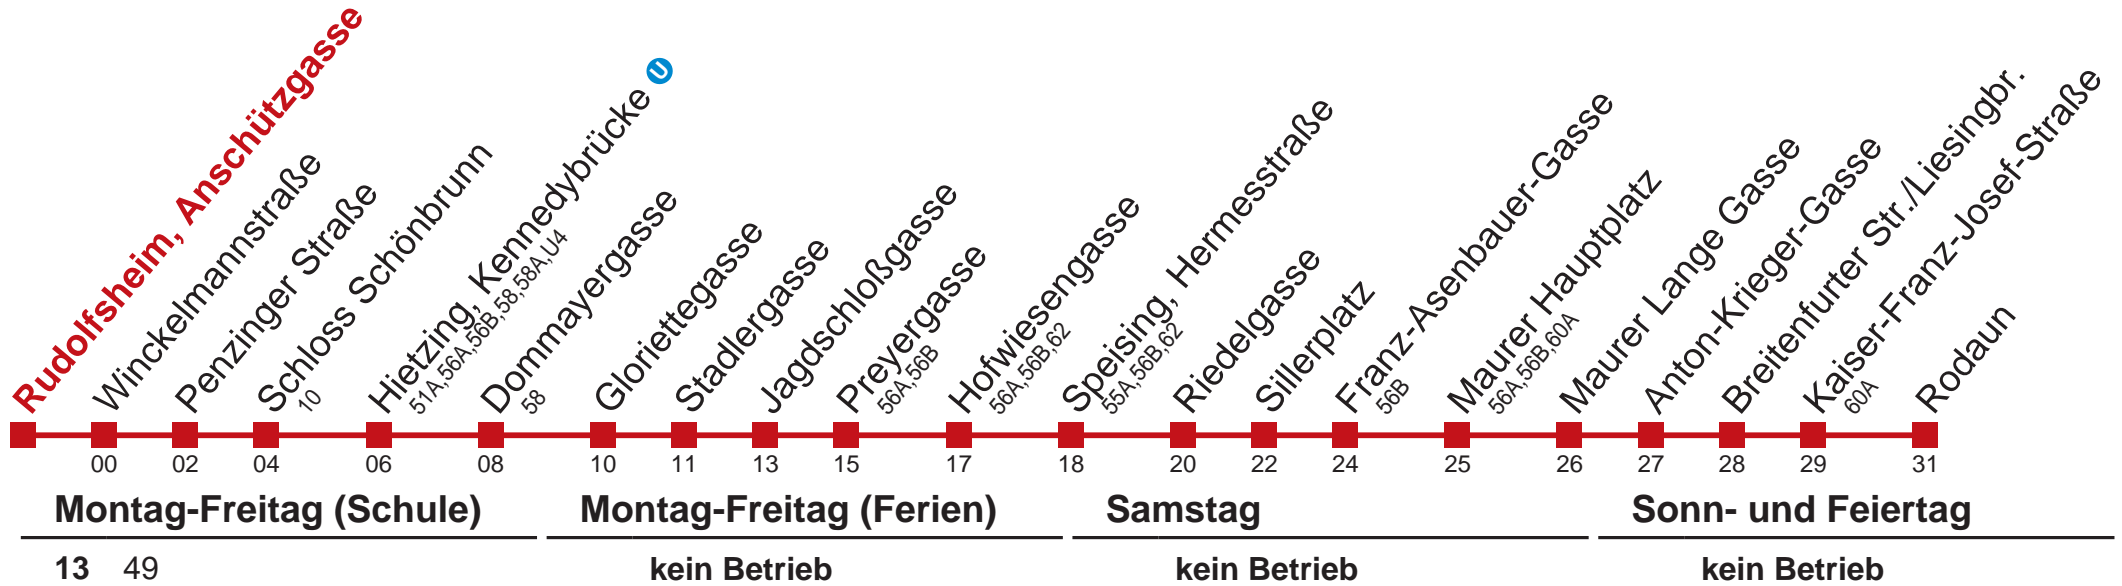 Rudolfsheim, Anschützgasse
Winckelmannstraße
Penzinger Straße
Schloss Schönbrunn
10
Hietzing, Kennedybrücke U
51A,56A,56B,58,58A,U4
Dommayergasse
58
Gloriettegasse
Stadlergasse
Jagdschloßgasse
Preyergasse
56A,56B
Hofwiesengasse
56A,56B,62
Speising, Hermesstraße
55A,56B,62
Riedelgasse
Sillerplatz
Franz-Asenbauer-Gasse
56B
Maurer Hauptplatz
56A,56B,60A
Maurer Lange Gasse
Anton-Krieger-Gasse
Breitenfurter Str./Liesingbr.
Kaiser-Franz-Josef-Straße
60A
Rodaun
00 02 04 06 08 10 11 13 15 17 18 20 22 24 25 26 27 28 29 31
Montag-Freitag (Schule) Montag-Freitag (Ferien) Samstag Sonn- und Feiertag
13 49 kein Betrieb kein Betrieb kein Betrieb